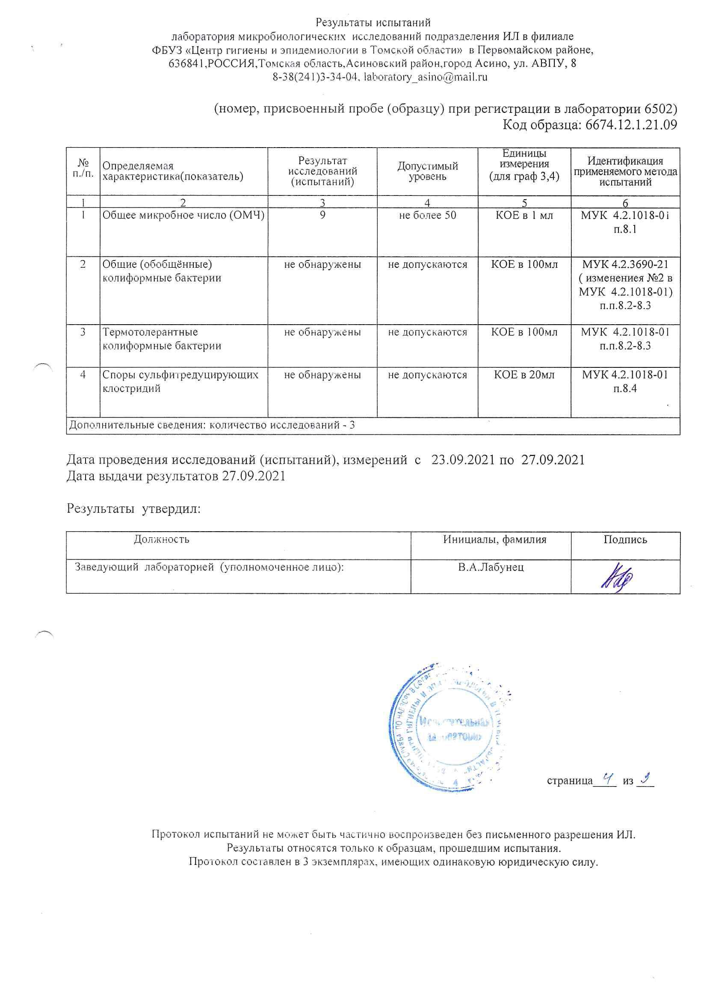 Результаты испытаний
лаборатория микробиологических исследований подразделения ИЛ в филиале
ФБУЗ «Центр гигиены и эпидемиологии в Томской области» в Первомайском районе,
636841,РОССИЯ,Томская область,Асиновский район,город Асино, ул. АВПУ, 8
8-38(241)3-34-04, laboratory_asino@mail.ru
(номер, присвоенный пробе (образцу) при регистрации в лаборатории 6502)
Код образца: 6674.12.1.21.09
№ п./п. Определяемая характеристика(показатель) Результат исследований (испытаний) Допустимый уровень Единицы измерения (для граф 3,4) Идентификация применяемого метода испытаний
1 2 3 4 5 6
1 Общее микробное число (ОМЧ) 9 не более 50 КОЕ в 1 мл МУК 4.2.1018-01
п.8.1
2 Общие (обобщённые) не обнаружены не допускаются КОЕ в 100мл МУК 4.2.3690-21
колиформные бактерии ( изменениея №2 в
МУК 4.2.1018-01)
п.п.8.2-8.3
3 Термотолерантные не обнаружены не допускаются КОЕ в 100мл МУК 4.2.1018-01
колиформные бактерии п.п.8.2-8.3
4 Споры сульфитредуцирующих не обнаружены не допускаются КОЕ в 20мл МУК 4.2.1018-01
клостридий п.8.4
Дополнительные сведения: количество исследований - 3
Дата проведения исследований (испытаний), измерений с 23.09.2021 по 27.09.2021
Дата выдачи результатов 27.09.2021
Результаты утвердил:
Должность Инициалы, фамилия Подпись
Заведующий лабораторией (уполномоченное лицо): В.А.Лабунец
ПО НАДЗОРУ В СФЕРЕ
ГИГИЕНЫ И
страница 4 из 3
Протокол испытаний не может быть частично воспроизведен без письменного разрешения ИЛ.
Результаты относятся только к образцам, прошедшим испытания.
Протокол составлен в 3 экземплярах, имеющих одинаковую юридическую силу.